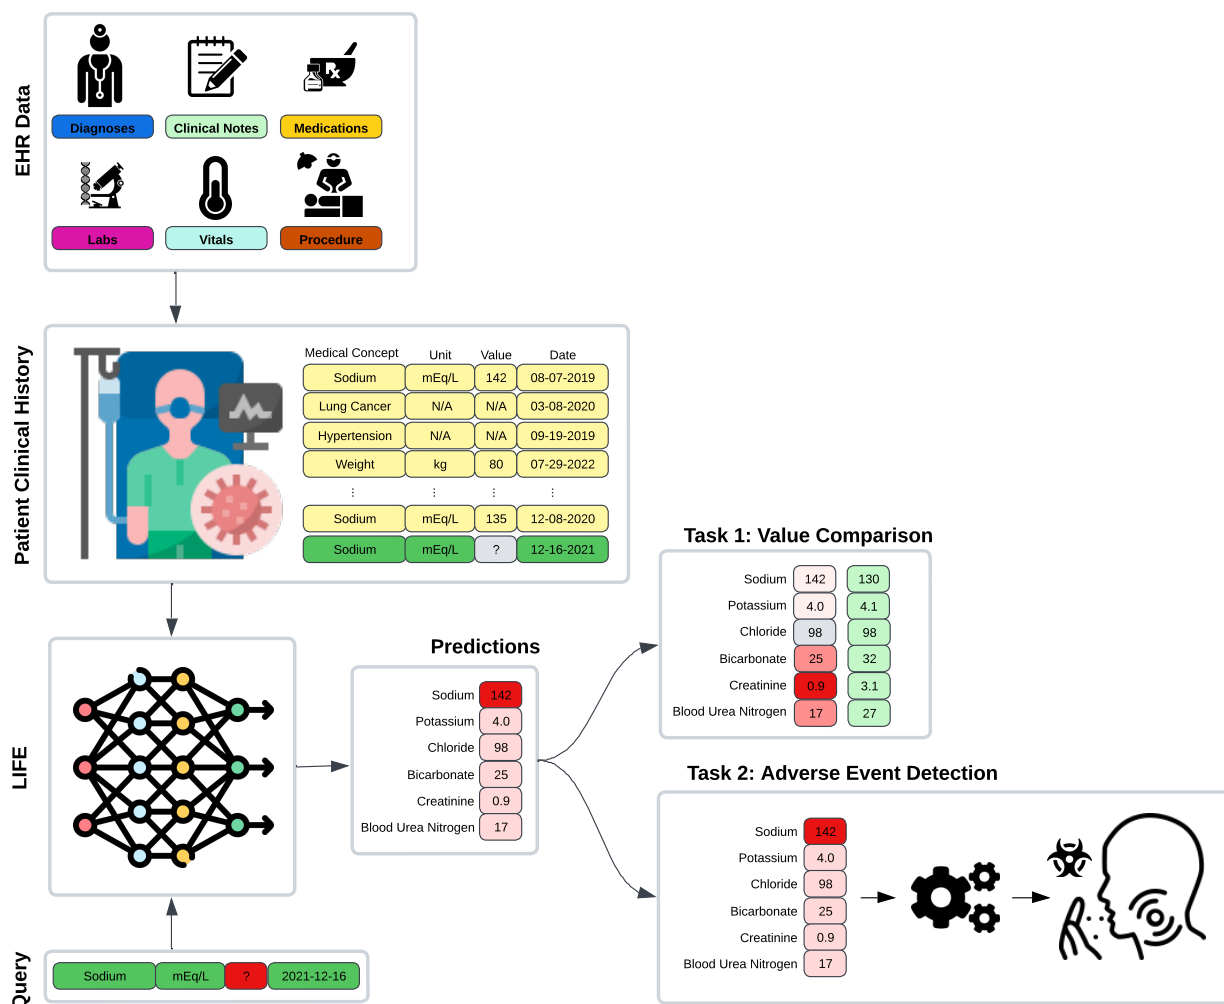 EHR Data
Diagnoses
Clinical Notes
Medications
Rx
Labs
Vitals
Procedure
Patient Clinical History
Medical Concept Unit Value Date
Sodium mEq/L 142 08-07-2019
Lung Cancer N/A N/A 03-08-2020
Hypertension N/A N/A 09-19-2019
Weight kg 80 07-29-2022
⋮ ⋮ ⋮ ⋮
Sodium mEq/L 135 12-08-2020
Sodium mEq/L ? 12-16-2021
LIFE
Predictions
Sodium 142
Potassium 4.0
Chloride 98
Bicarbonate 25
Creatinine 0.9
Blood Urea Nitrogen 17
Task 1: Value Comparison
Sodium 142 130
Potassium 4.0 4.1
Chloride 98 98
Bicarbonate 25 32
Creatinine 0.9 3.1
Blood Urea Nitrogen 17 27
Task 2: Adverse Event Detection
Sodium 142
Potassium 4.0
Chloride 98
Bicarbonate 25
Creatinine 0.9
Blood Urea Nitrogen 17
Query
Sodium mEq/L ? 2021-12-16